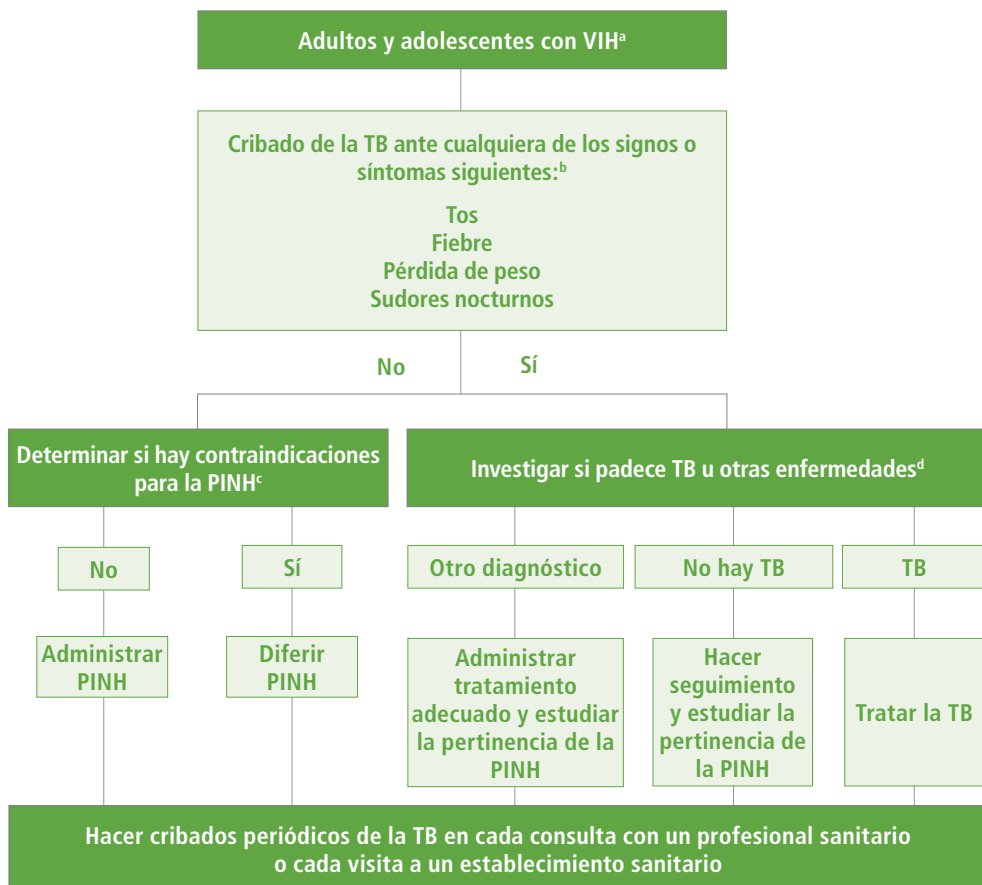 Adultos y adolescentes con VIHᵃ
Cribado de la TB ante cualquiera de los signos o
síntomas siguientes:ᵇ
Tos
Fiebre
Pérdida de peso
Sudores nocturnos
No
Sí
Determinar si hay contraindicaciones
para la PINHᶜ
Investigar si padece TB u otras enfermedadesᵈ
No
Sí
Otro diagnóstico
No hay TB
TB
Administrar
PINH
Diferir
PINH
Administrar
tratamiento
adecuado y estudiar
la pertinencia de la
PINH
Hacer
seguimiento
y estudiar la
pertinencia de
la PINH
Tratar la TB
Hacer cribados periódicos de la TB en cada consulta con un profesional sanitario
o cada visita a un establecimiento sanitario